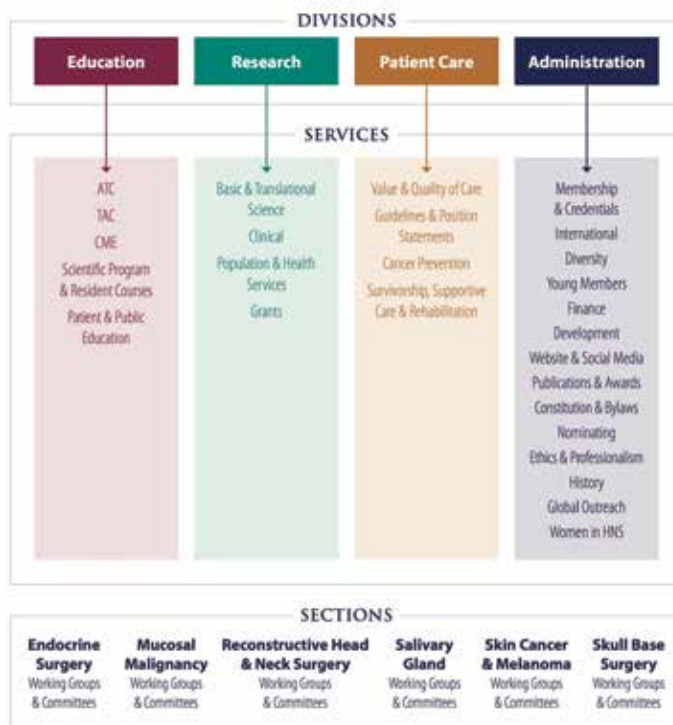 DIVISIONS
Education
Research
Patient Care
Administration
SERVICES
ATC
TAC
CME
Scientific Program
& Resident Courses
Patient & Public
Education
Basic & Translational
Science
Clinical
Population & Health
Services
Grants
Value & Quality of Care
Guidelines & Position
Statements
Cancer Prevention
Survivorship, Supportive
Care & Rehabilitation
Membership
& Credentials
International
Diversity
Young Members
Finance
Development
Website & Social Media
Publications & Awards
Constitution & Bylaws
Nominating
Ethics & Professionalism
History
Global Outreach
Women in HNS
SECTIONS
Endocrine
Surgery
Working Groups
& Committees
Mucosal
Malignancy
Working Groups
& Committees
Reconstructive Head
& Neck Surgery
Working Groups
& Committees
Salivary
Gland
Working Groups
& Committees
Skin Cancer
& Melanoma
Working Groups
& Committees
Skull Base
Surgery
Working Groups
& Committees